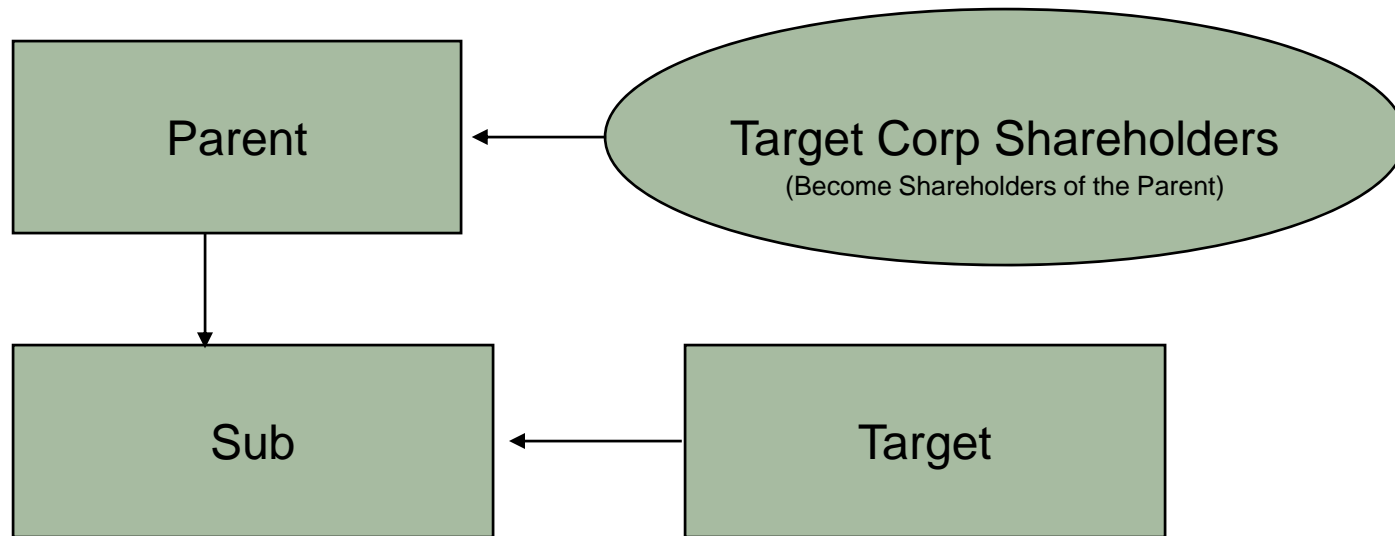 Parent
Target Corp Shareholders
(Become Shareholders of the Parent)
Sub
Target